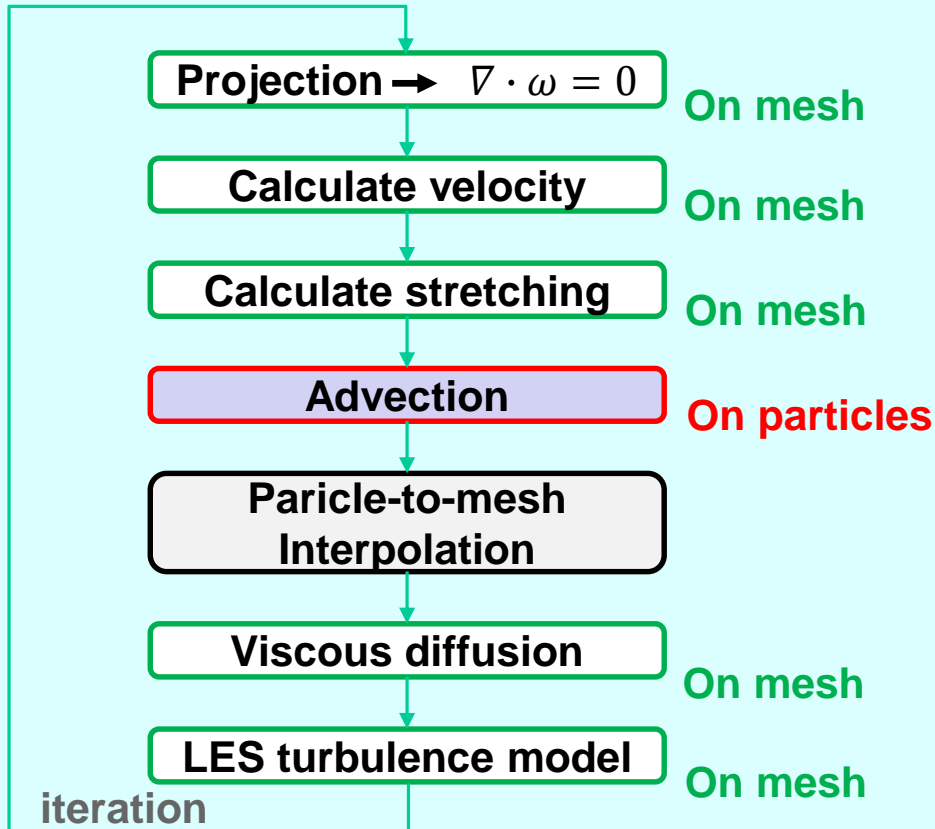 Projection → ∇ · ω = 0
On mesh
Calculate velocity
On mesh
Calculate stretching
On mesh
Advection
On particles
Paricle-to-mesh
Interpolation
Viscous diffusion
On mesh
LES turbulence model
On mesh
iteration